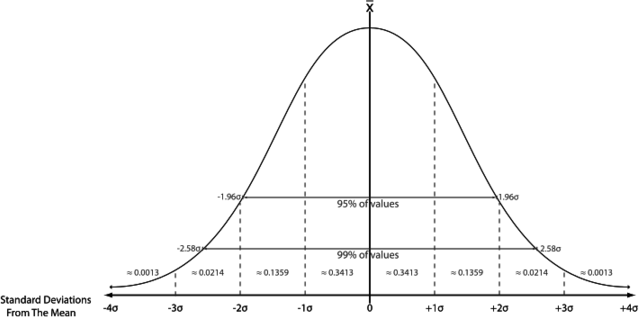 X̄
-1.96σ 1.96σ
95% of values
-2.58σ 2.58σ
99% of values
≈ 0.0013 ≈ 0.0214 ≈ 0.1359 ≈ 0.3413 ≈ 0.3413 ≈ 0.1359 ≈ 0.0214 ≈ 0.0013
Standard Deviations
From The Mean
-4σ -3σ -2σ -1σ 0 +1σ +2σ +3σ +4σ